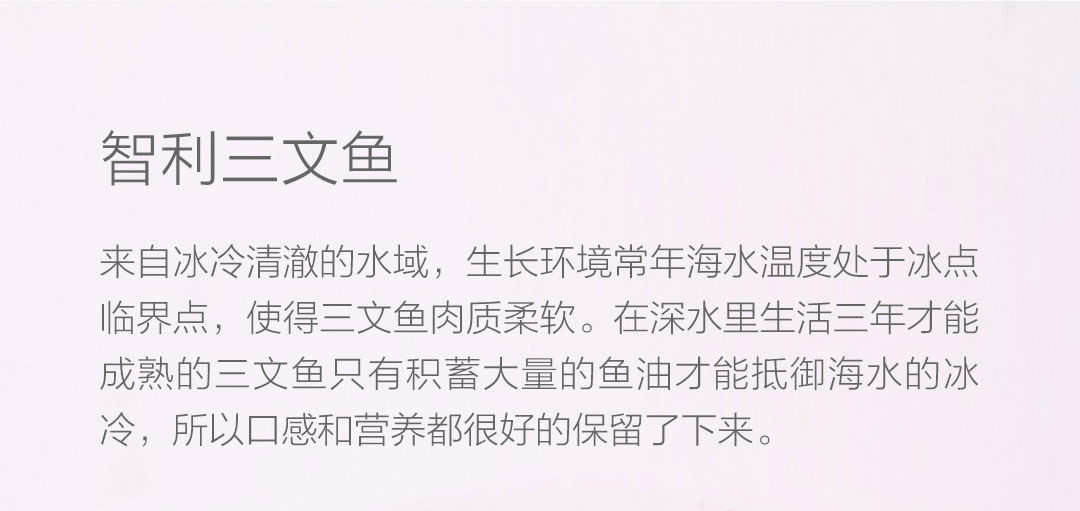 智利三文鱼
来自冰冷清澈的水域，生长环境常年海水温度处于冰点
临界点，使得三文鱼肉质柔软。在深水里生活三年才能
成熟的三文鱼只有积蓄大量的鱼油才能抵御海水的冰
冷，所以口感和营养都很好的保留了下来。